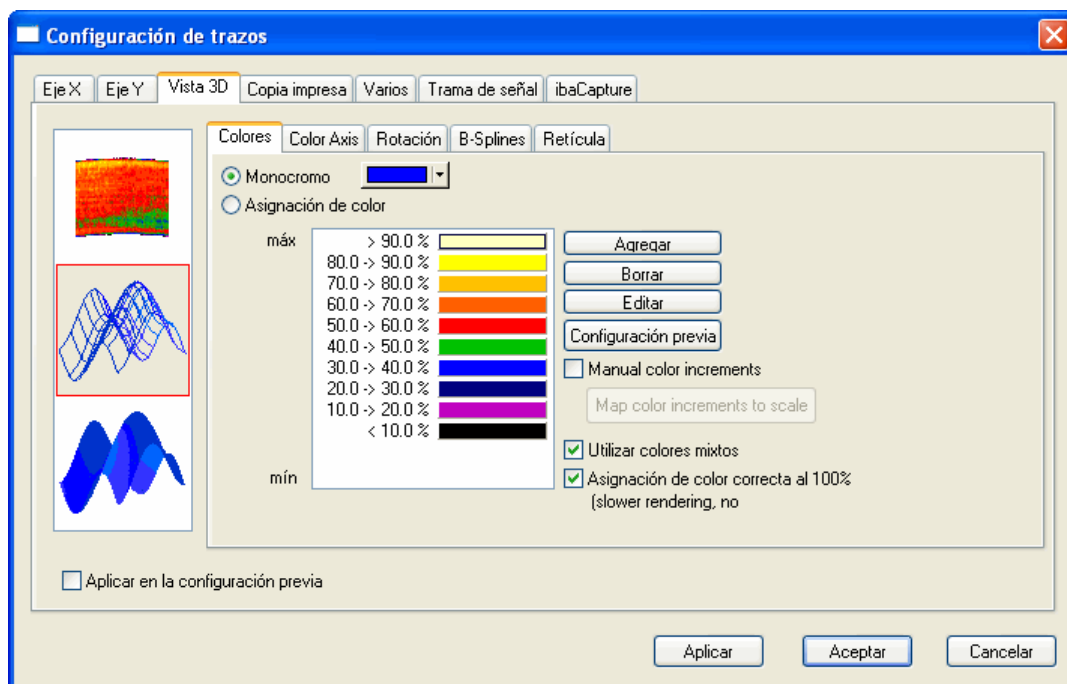 Configuración de trazos
Eje X Eje Y Vista 3D Copia impresa Varios Trama de señal ibaCapture
Colores Color Axis Rotación B-Splines Retícula
Monocromo
Asignación de color
máx
> 90.0 %
80.0 -> 90.0 %
70.0 -> 80.0 %
60.0 -> 70.0 %
50.0 -> 60.0 %
40.0 -> 50.0 %
30.0 -> 40.0 %
20.0 -> 30.0 %
10.0 -> 20.0 %
< 10.0 %
mín
Agregar
Borrar
Editar
Configuración previa
Manual color increments
Map color increments to scale
Utilizar colores mixtos
Asignación de color correcta al 100%
(slower rendering, no
Aplicar en la configuración previa
Aplicar Aceptar Cancelar